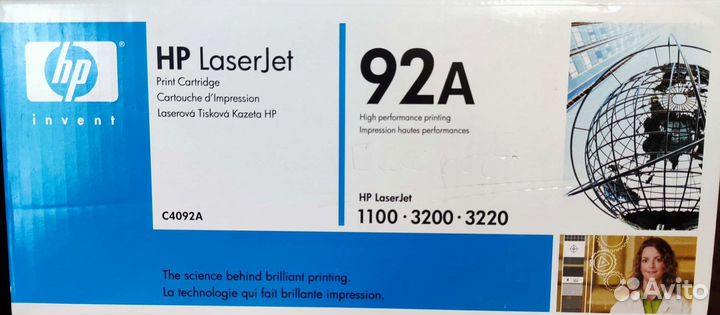 hp
invent
HP LaserJet
Print Cartridge
Cartouche d'Impression
Laserová Tisková Kazeta HP
C4092A
92A
High performance printing
Impression hautes performances
HP LaserJet
1100 · 3200 · 3220
The science behind brilliant printing.
La technologie qui fait brillante impression.
Avito